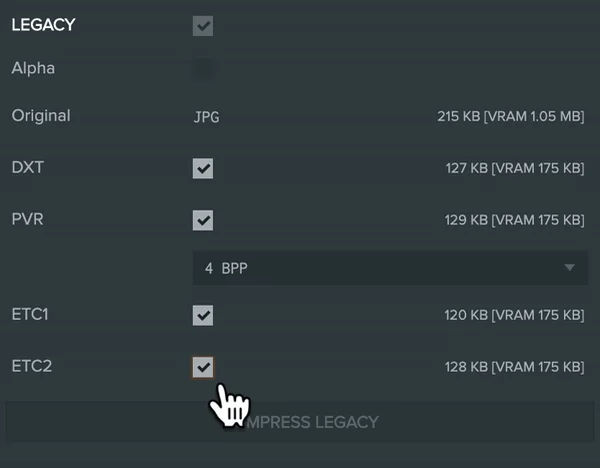 LEGACY
Alpha
Original JPG 215 KB [VRAM 1.05 MB]
DXT 127 KB [VRAM 175 KB]
PVR 129 KB [VRAM 175 KB]
4 BPP
ETC1 120 KB [VRAM 175 KB]
ETC2 128 KB [VRAM 175 KB]
LEGACY